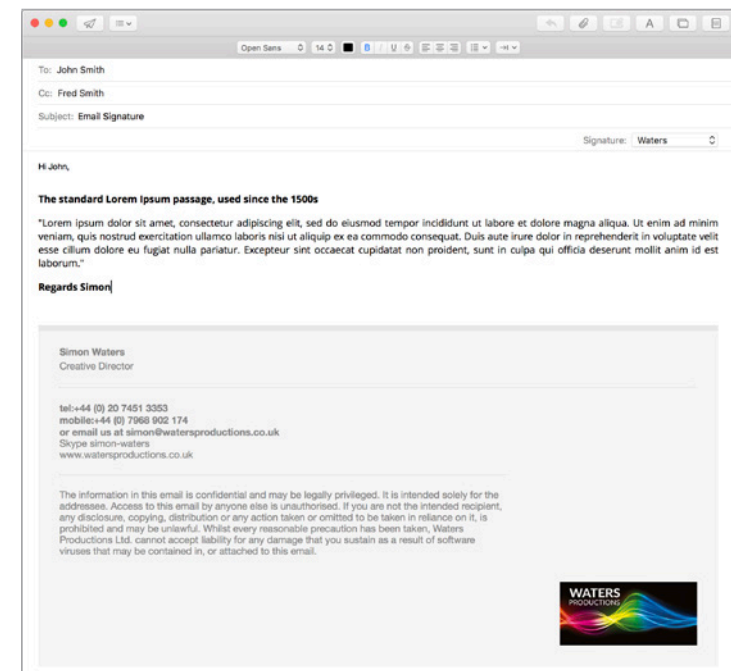 Open Sans 14 B I U S
To: John Smith
Cc: Fred Smith
Subject: Email Signature
Signature: Waters
Hi John,
The standard Lorem Ipsum passage, used since the 1500s
"Lorem ipsum dolor sit amet, consectetur adipiscing elit, sed do eiusmod tempor incididunt ut labore et dolore magna aliqua. Ut enim ad minim
veniam, quis nostrud exercitation ullamco laboris nisi ut aliquip ex ea commodo consequat. Duis aute irure dolor in reprehenderit in voluptate velit
esse cillum dolore eu fugiat nulla pariatur. Excepteur sint occaecat cupidatat non proident, sunt in culpa qui officia deserunt mollit anim id est
laborum."
Regards Simon
Simon Waters
Creative Director
tel:+44 (0) 20 7451 3353
mobile:+44 (0) 7968 902 174
or email us at simon@watersproductions.co.uk
Skype simon-waters
www.watersproductions.co.uk
The information in this email is confidential and may be legally privileged. It is intended solely for the
addressee. Access to this email by anyone else is unauthorised. If you are not the intended recipient,
any disclosure, copying, distribution or any action taken or omitted to be taken in reliance on it, is
prohibited and may be unlawful. Whilst every reasonable precaution has been taken, Waters
Productions Ltd. cannot accept liability for any damage that you sustain as a result of software
viruses that may be contained in, or attached to this email.
WATERS
PRODUCTIONS